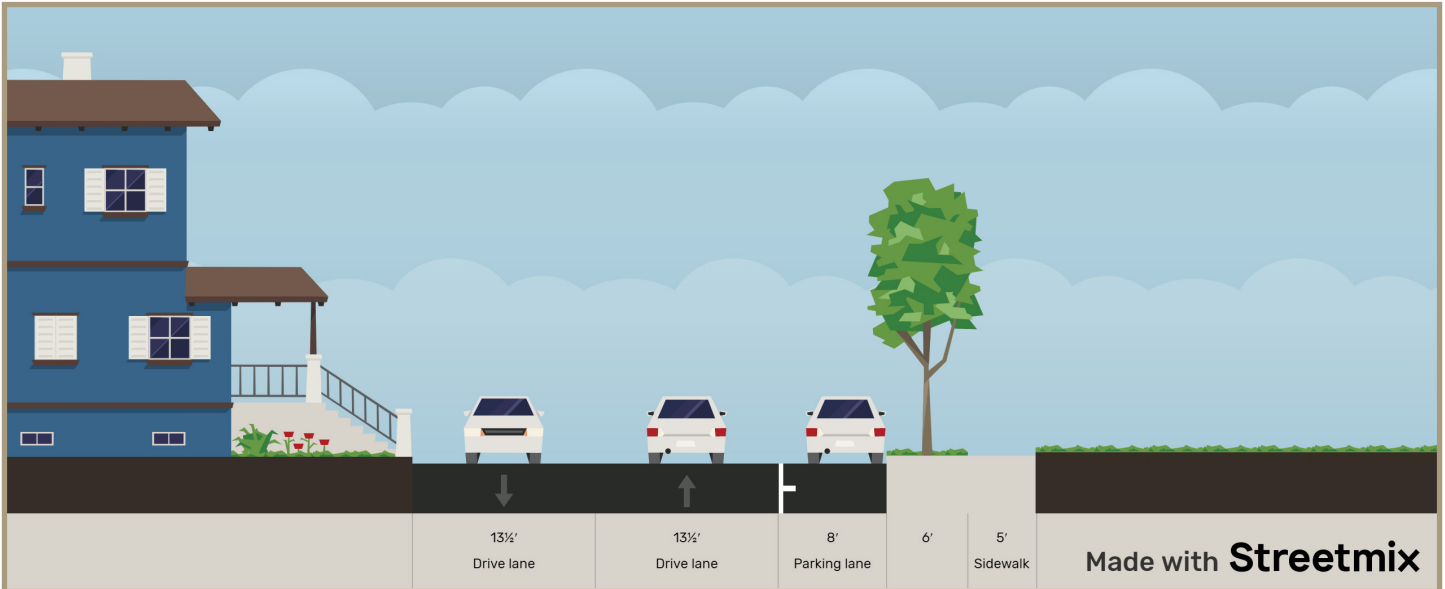 13½′
13½′
8′
6′
5′
Drive lane
Drive lane
Parking lane
Sidewalk
Made with Streetmix